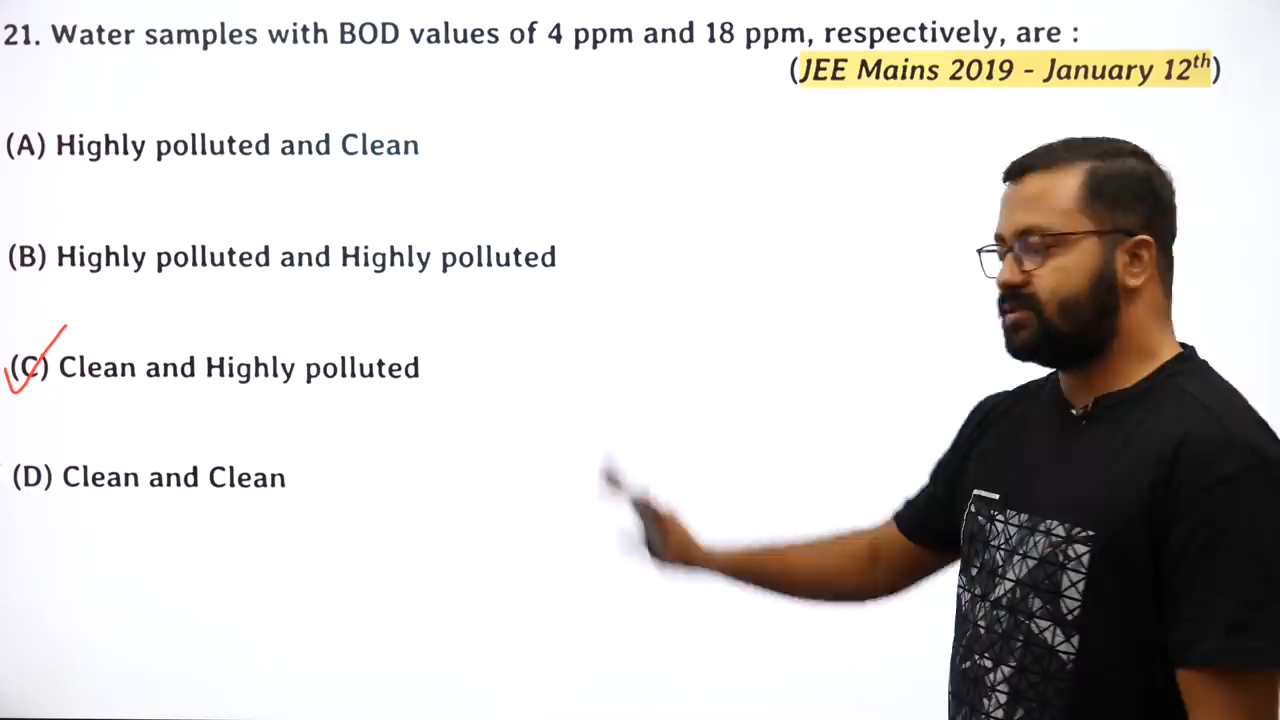 21. Water samples with BOD values of 4 ppm and 18 ppm, respectively, are :
(JEE Mains 2019 - January 12th)
(A) Highly polluted and Clean
(B) Highly polluted and Highly polluted
(C) Clean and Highly polluted
(D) Clean and Clean